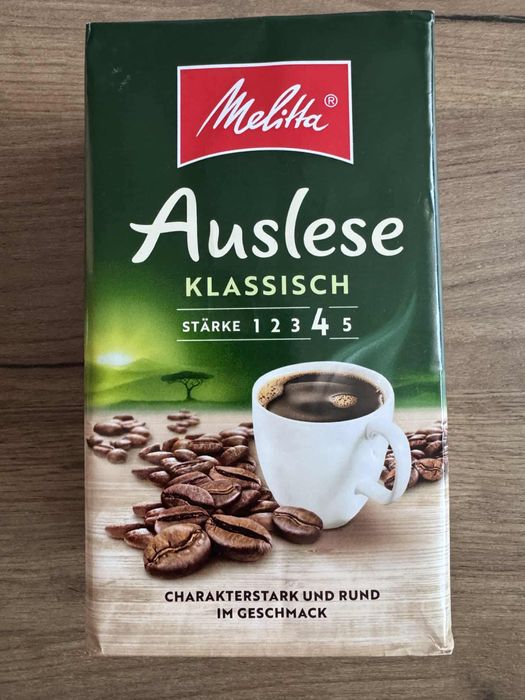 Melitta®
Auslese
KLASSISCH
STÄRKE 1 2 3 4 5
CHARAKTERSTARK UND RUND
IM GESCHMACK